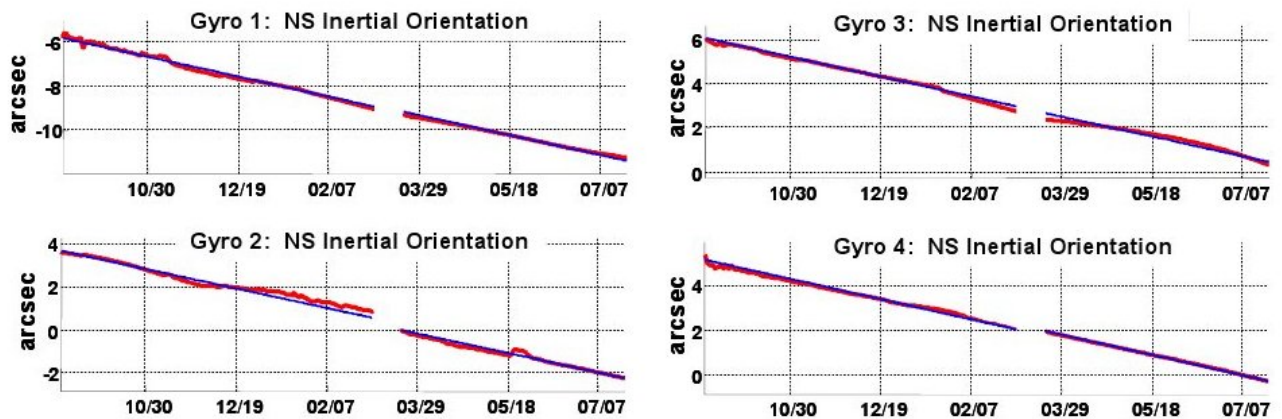 Gyro 1: NS Inertial Orientation
arcsec
-6
-8
-10
10/30 12/19 02/07 03/29 05/18 07/07
Gyro 3: NS Inertial Orientation
arcsec
6
4
2
0
10/30 12/19 02/07 03/29 05/18 07/07
Gyro 2: NS Inertial Orientation
arcsec
4
2
0
-2
10/30 12/19 02/07 03/29 05/18 07/07
Gyro 4: NS Inertial Orientation
arcsec
4
2
0
10/30 12/19 02/07 03/29 05/18 07/07